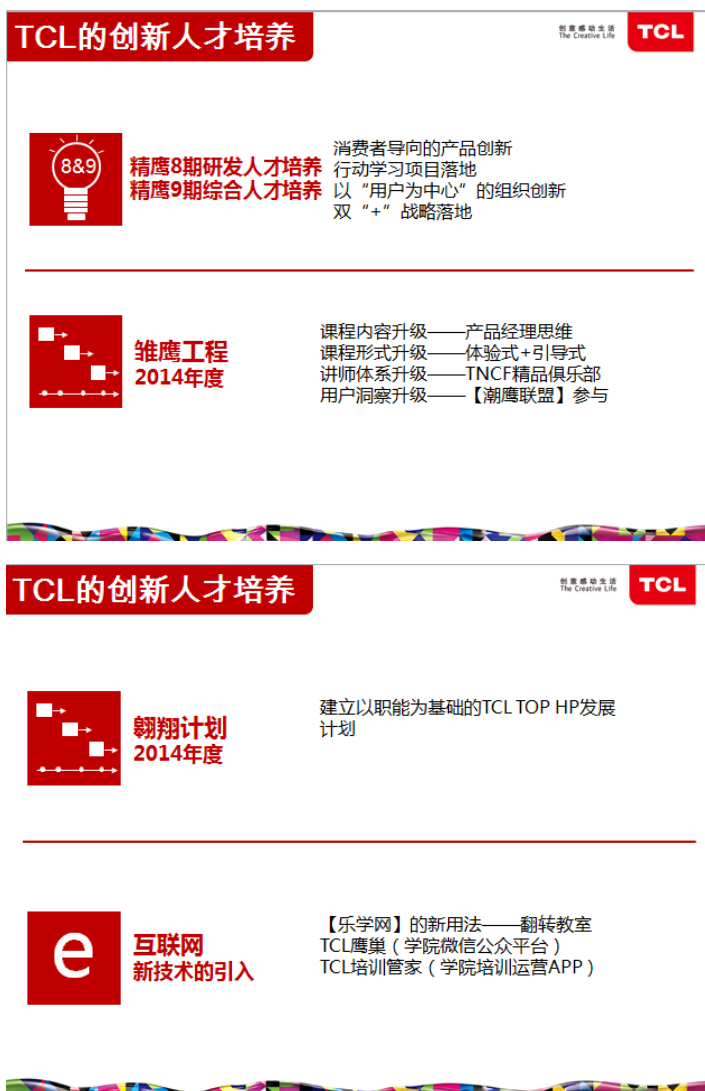 TCL的创新人才培养
创意感动生活
The Creative Life
TCL
8&9
精鹰8期研发人才培养
精鹰9期综合人才培养
消费者导向的产品创新
行动学习项目落地
以“用户为中心”的组织创新
双“+”战略落地
雏鹰工程
2014年度
课程内容升级——产品经理思维
课程形式升级——体验式+引导式
讲师体系升级——TNCF精品俱乐部
用户洞察升级——【潮鹰联盟】参与
TCL的创新人才培养
创意感动生活
The Creative Life
TCL
翱翔计划
2014年度
建立以职能为基础的TCL TOP HP发展
计划
e
互联网
新技术的引入
【乐学网】的新用法——翻转教室
TCL鹰巢（学院微信公众平台）
TCL培训管家（学院培训运营APP）